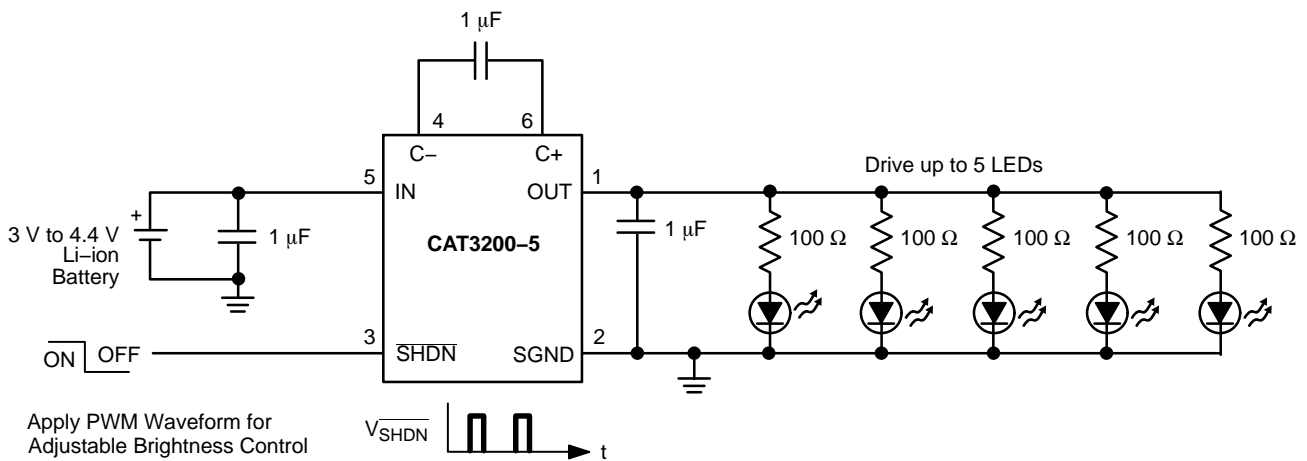 1 μF
4 6
C− C+
5 IN OUT 1
CAT3200−5
3 SHDN SGND 2
3 V to 4.4 V
Li−ion
Battery
+
1 μF
1 μF
Drive up to 5 LEDs
100 Ω 100 Ω 100 Ω 100 Ω 100 Ω
ON OFF
Apply PWM Waveform for
Adjustable Brightness Control
VSHDN
t